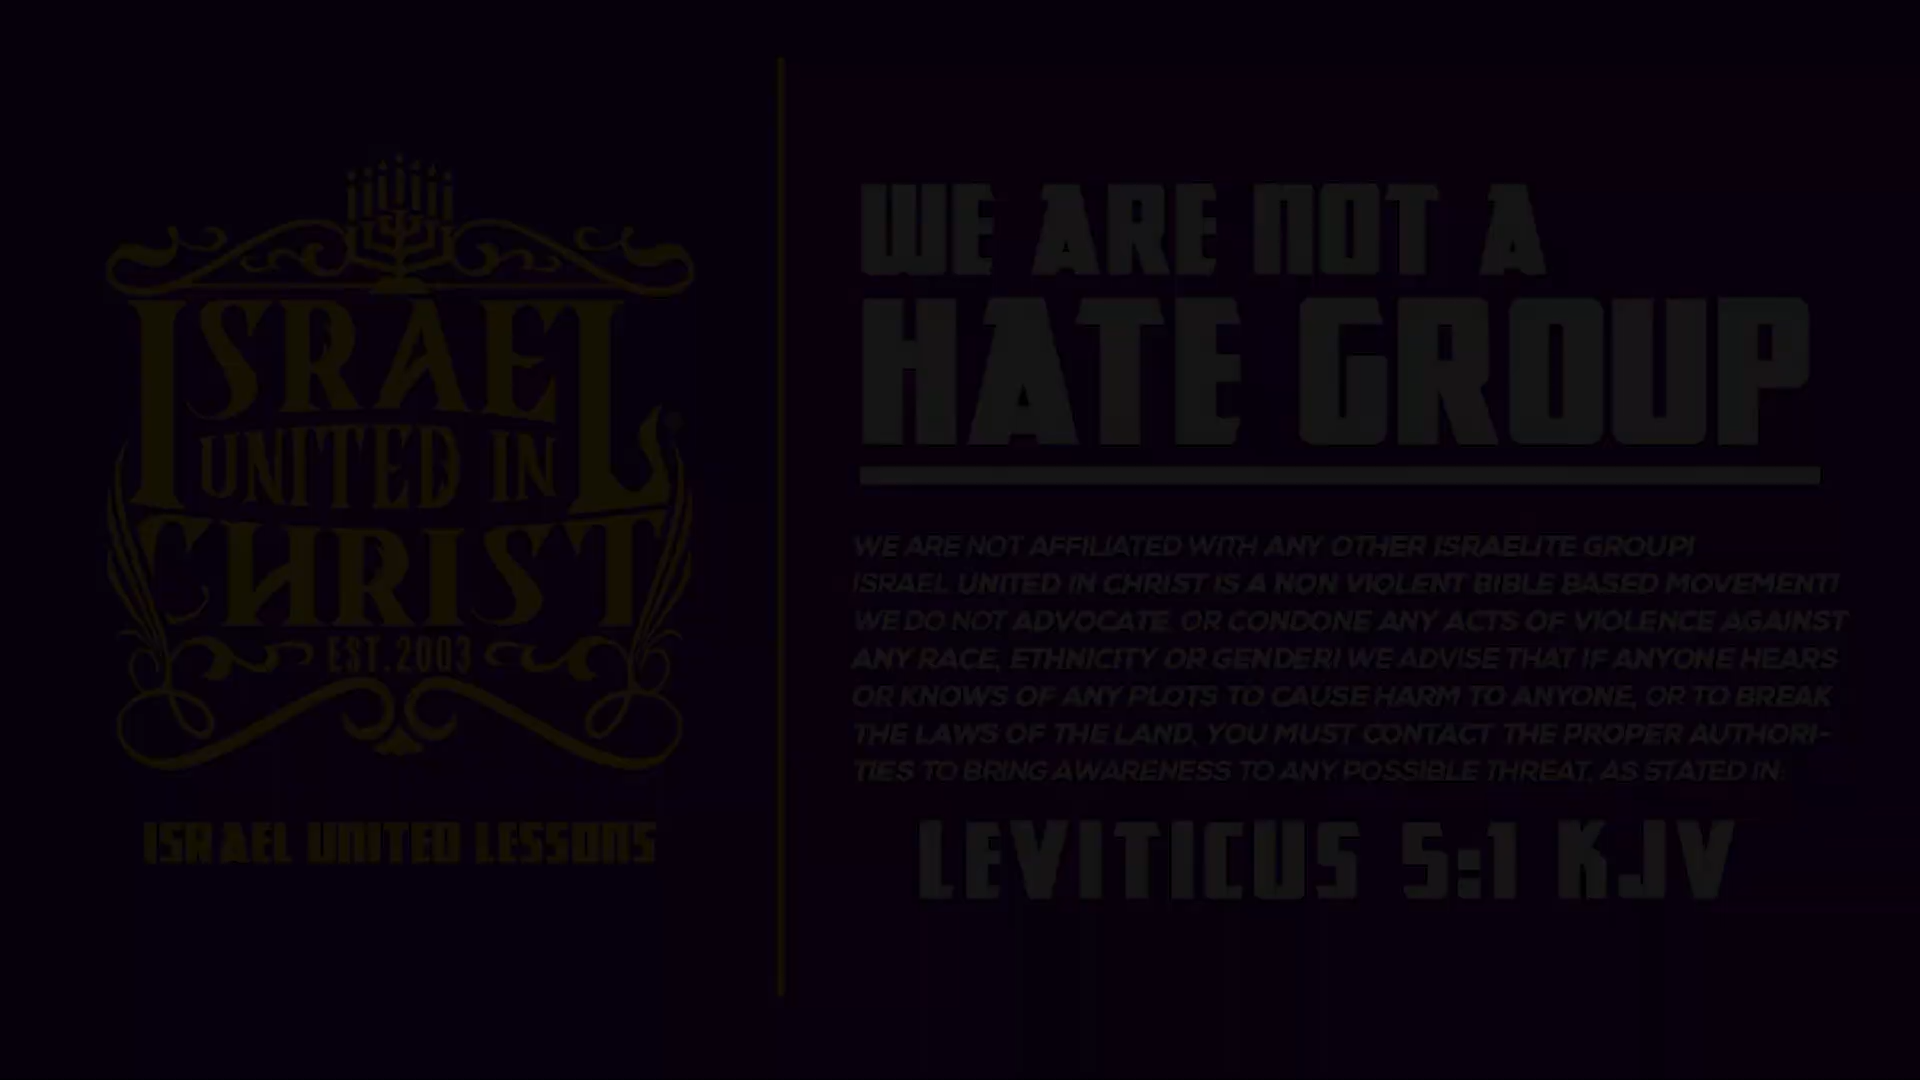 ISRAEL
UNITED IN
CHRIST
EST. 2003
ISRAEL UNITED LESSONS
WE ARE NOT A
HATE GROUP
WE ARE NOT AFFILIATED WITH ANY OTHER ISRAELITE GROUP!
ISRAEL UNITED IN CHRIST IS A NON VIOLENT BIBLE BASED MOVEMENT!
WE DO NOT ADVOCATE, OR CONDONE ANY ACTS OF VIOLENCE AGAINST
ANY RACE, ETHNICITY OR GENDER! WE ADVISE THAT IF ANYONE HEARS
OR KNOWS OF ANY PLOTS TO CAUSE HARM TO ANYONE, OR TO BREAK
THE LAWS OF THE LAND, YOU MUST CONTACT THE PROPER AUTHORI-
TIES TO BRING AWARENESS TO ANY POSSIBLE THREAT. AS STATED IN:
LEVITICUS 5:1 KJV